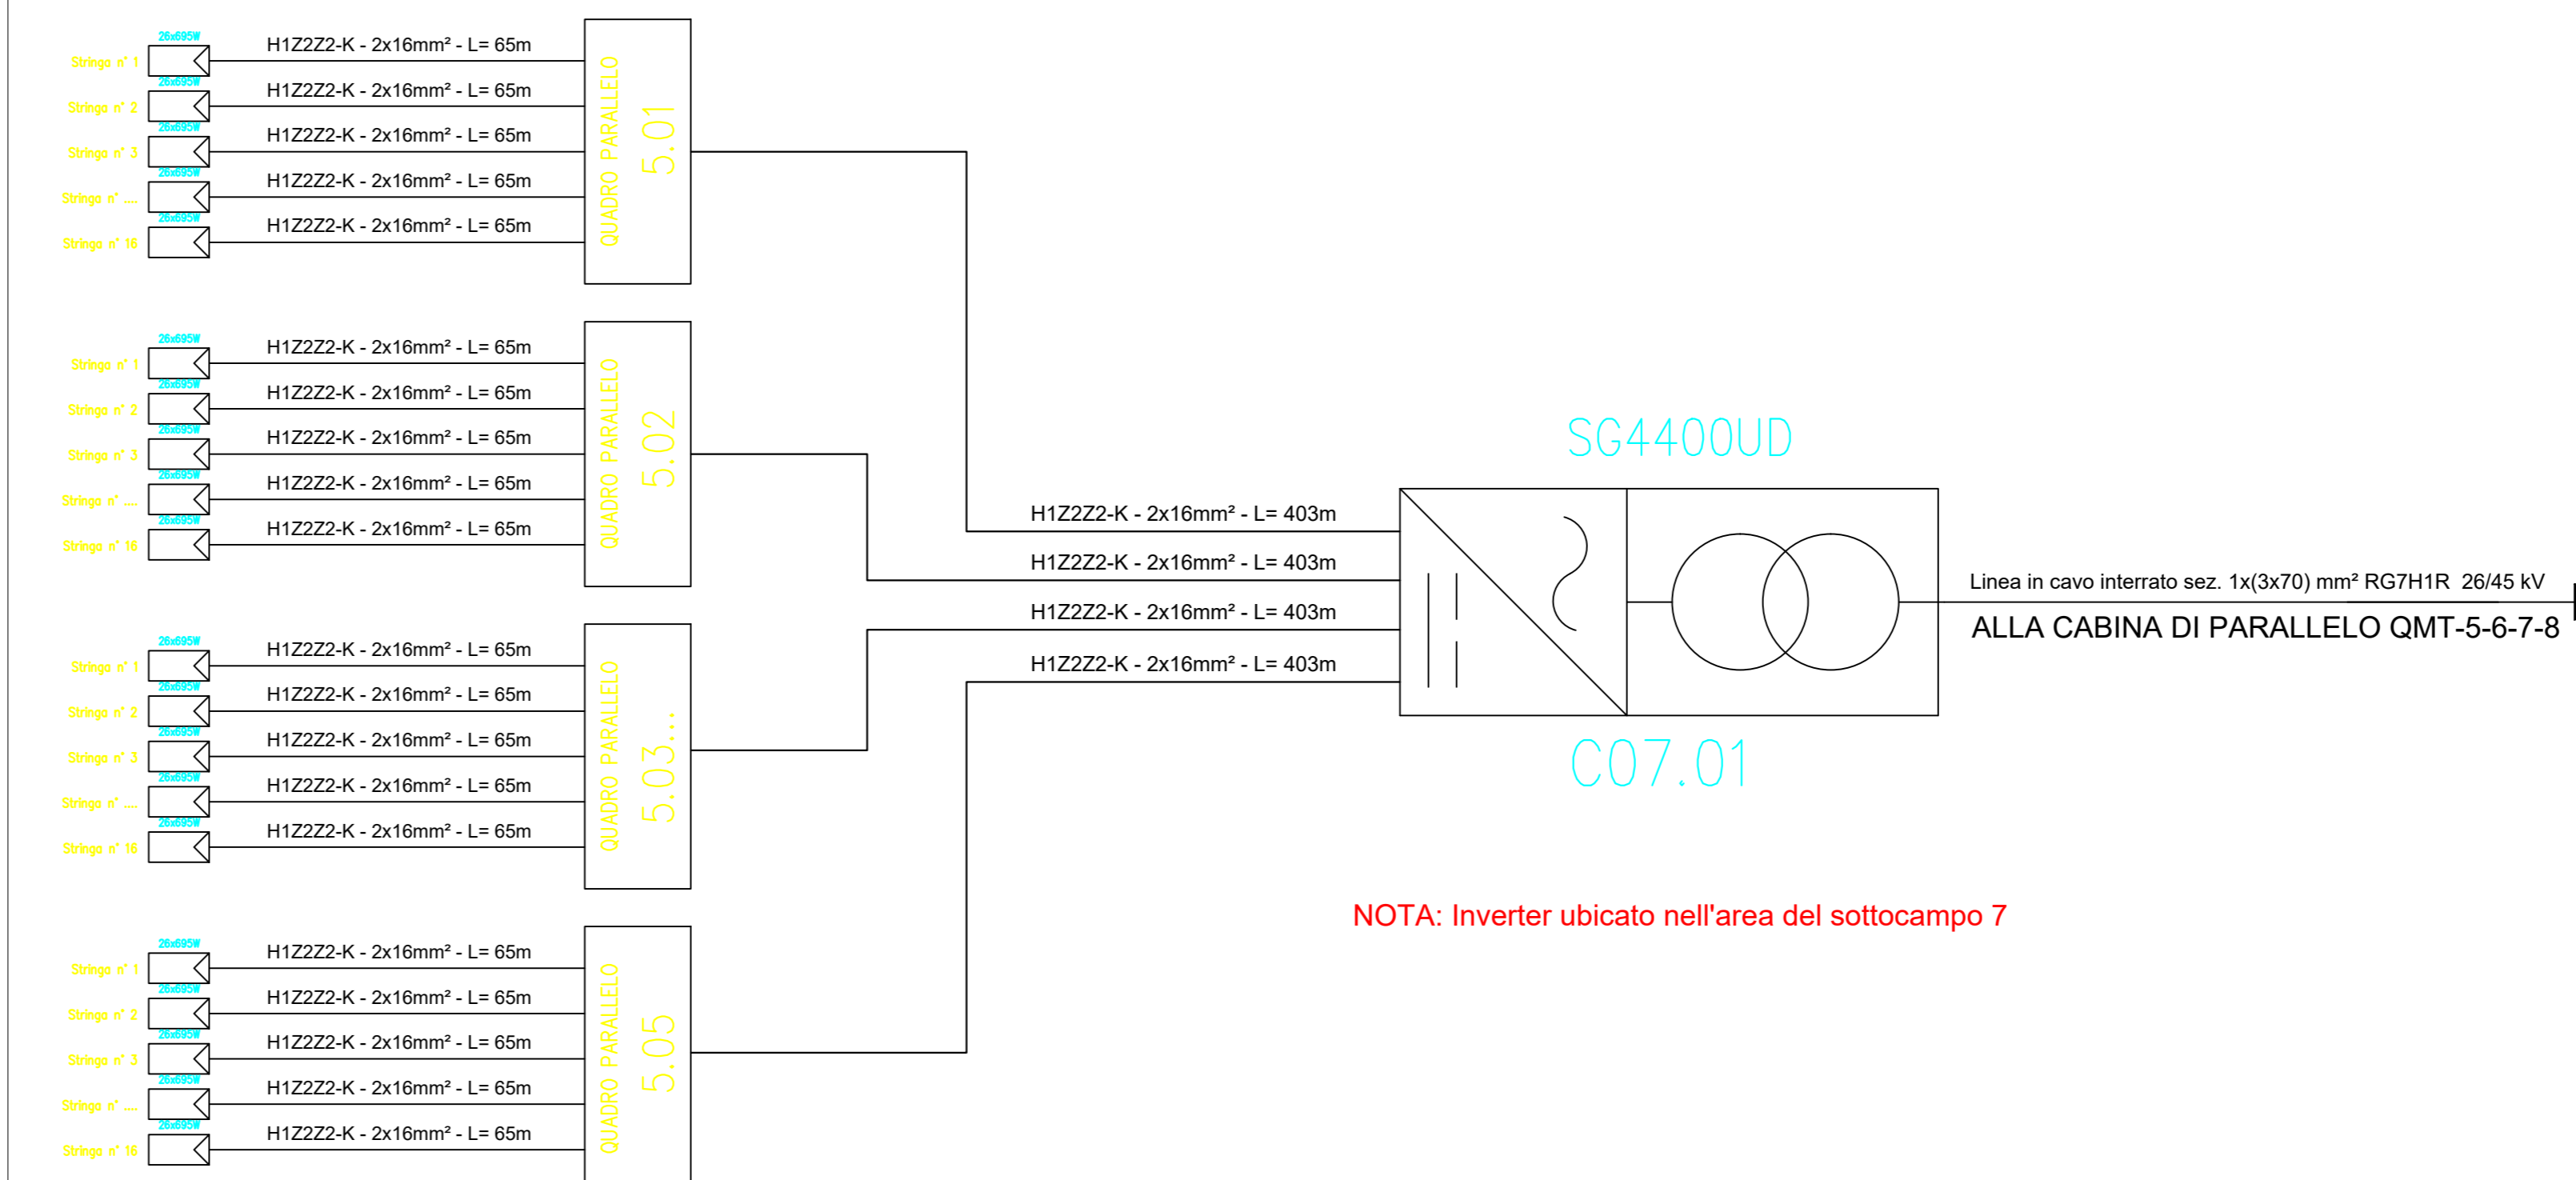 26x695W
Stringa n° 1
H1Z2Z2-K - 2x16mm² - L= 65m
26x695W
Stringa n° 2
H1Z2Z2-K - 2x16mm² - L= 65m
26x695W
Stringa n° 3
H1Z2Z2-K - 2x16mm² - L= 65m
26x695W
Stringa n° ....
H1Z2Z2-K - 2x16mm² - L= 65m
26x695W
Stringa n° 16
H1Z2Z2-K - 2x16mm² - L= 65m
QUADRO PARALLELO
5.01
26x695W
Stringa n° 1
H1Z2Z2-K - 2x16mm² - L= 65m
26x695W
Stringa n° 2
H1Z2Z2-K - 2x16mm² - L= 65m
26x695W
Stringa n° 3
H1Z2Z2-K - 2x16mm² - L= 65m
26x695W
Stringa n° ....
H1Z2Z2-K - 2x16mm² - L= 65m
26x695W
Stringa n° 16
H1Z2Z2-K - 2x16mm² - L= 65m
QUADRO PARALLELO
5.02
26x695W
Stringa n° 1
H1Z2Z2-K - 2x16mm² - L= 65m
26x695W
Stringa n° 2
H1Z2Z2-K - 2x16mm² - L= 65m
26x695W
Stringa n° 3
H1Z2Z2-K - 2x16mm² - L= 65m
26x695W
Stringa n° ....
H1Z2Z2-K - 2x16mm² - L= 65m
26x695W
Stringa n° 16
H1Z2Z2-K - 2x16mm² - L= 65m
QUADRO PARALLELO
5.03...
26x695W
Stringa n° 1
H1Z2Z2-K - 2x16mm² - L= 65m
26x695W
Stringa n° 2
H1Z2Z2-K - 2x16mm² - L= 65m
26x695W
Stringa n° 3
H1Z2Z2-K - 2x16mm² - L= 65m
26x695W
Stringa n° ....
H1Z2Z2-K - 2x16mm² - L= 65m
26x695W
Stringa n° 16
H1Z2Z2-K - 2x16mm² - L= 65m
QUADRO PARALLELO
5.05
H1Z2Z2-K - 2x16mm² - L= 403m
H1Z2Z2-K - 2x16mm² - L= 403m
H1Z2Z2-K - 2x16mm² - L= 403m
H1Z2Z2-K - 2x16mm² - L= 403m
SG4400UD
C07.01
Linea in cavo interrato sez. 1x(3x70) mm² RG7H1R 26/45 kV
ALLA CABINA DI PARALLELO QMT-5-6-7-8
NOTA: Inverter ubicato nell'area del sottocampo 7